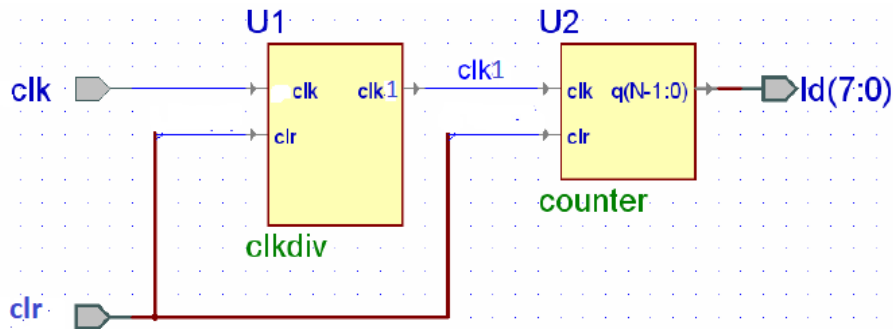 U1 U2
clk clk clk1 clk1 clk q(N-1:0) ld(7:0)
clr clr
clkdiv counter
clr